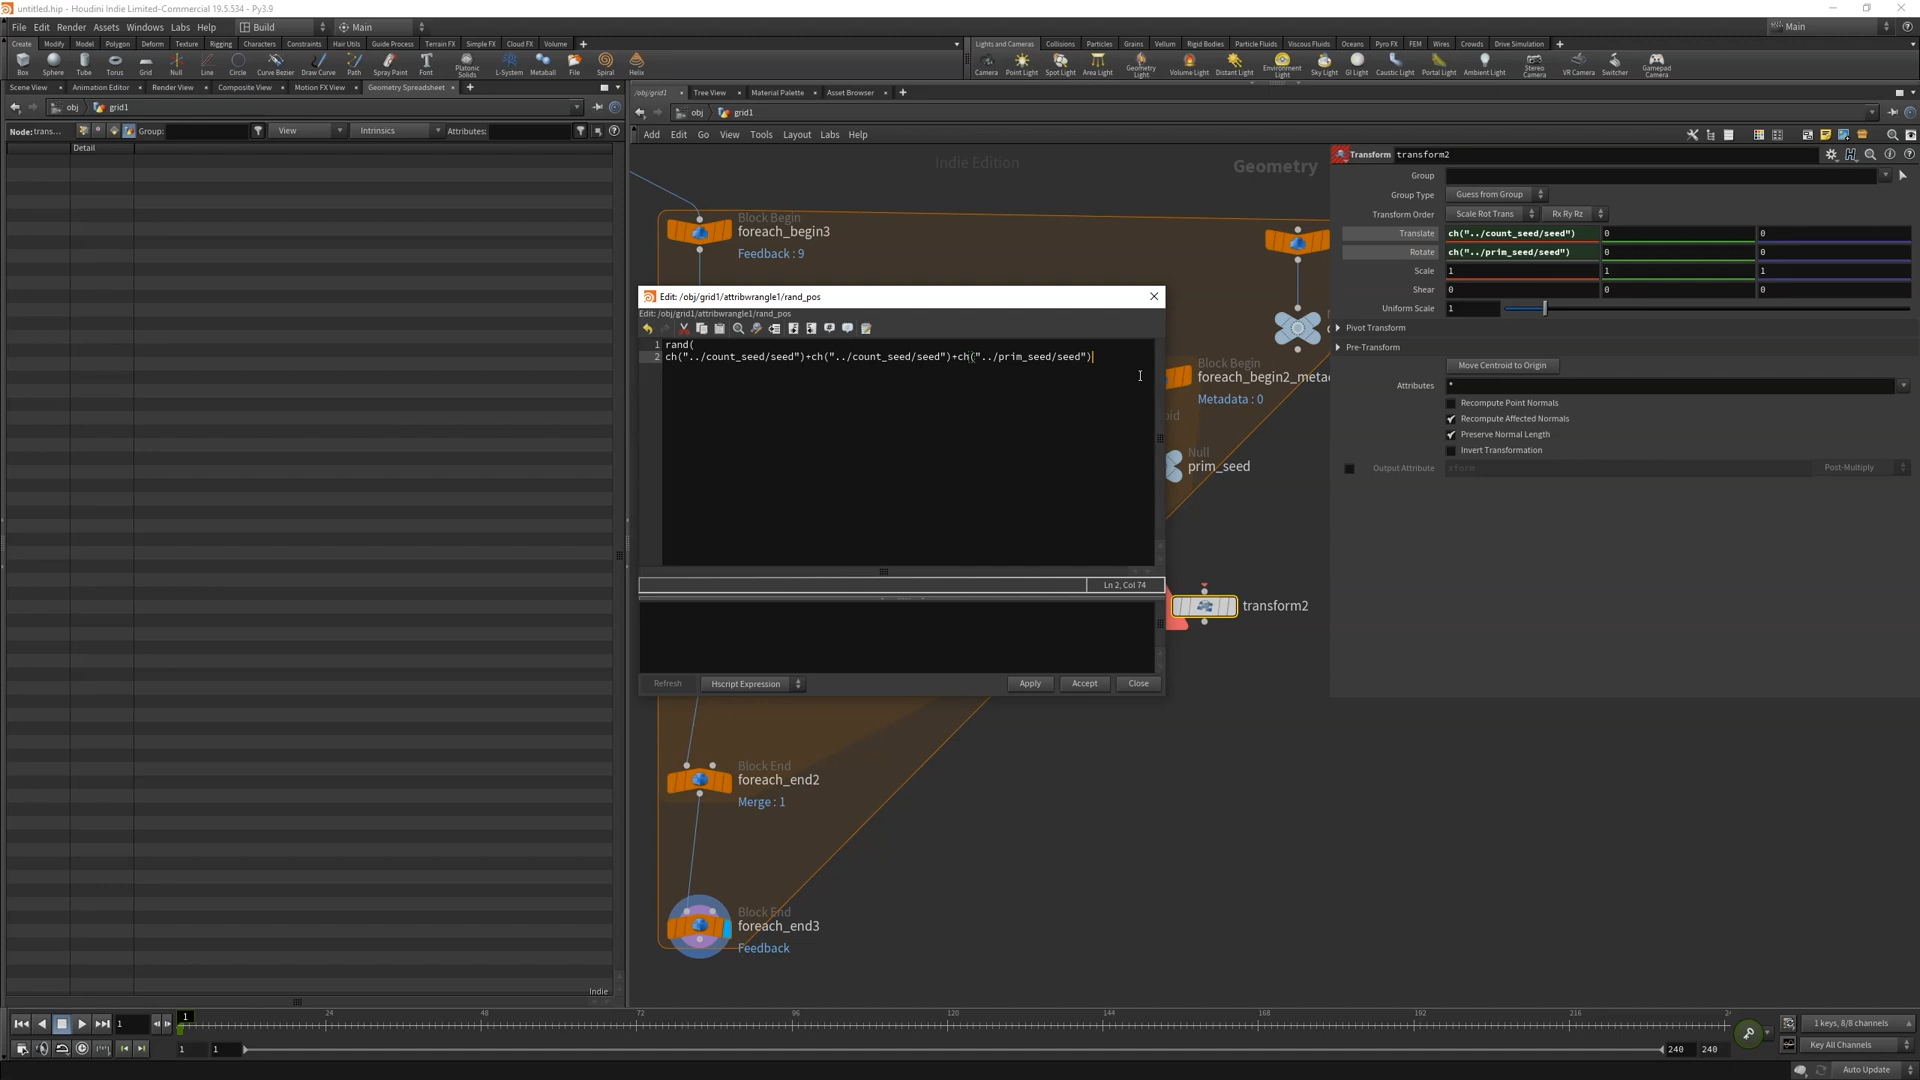 untitled.hip - Houdini Indie Limited-Commercial 19.5.534 - Py3.9
File Edit Render Assets Windows Labs Help Build Main Main
Create Modify Model Polygon Deform Texture Rigging Characters Constraints Hair Utils Guide Process Terrain FX Simple FX Cloud FX Volume
Lights and Cameras Collisions Particles Grains Vellum Rigid Bodies Particle Fluids Viscous Fluids Oceans Pyro FX FEM Wires Crowds Drive Simulation
Box Sphere Tube Torus Grid Null Line Circle Curve Bezier Draw Curve Path Spray Paint Font Platonic Solids L-System Metaball File Spiral Helix
Camera Point Light Spot Light Area Light Geometry Light Volume Light Distant Light Environment Light Sky Light GI Light Caustic Light Portal Light Ambient Light Stereo Camera VR Camera Switcher Gamepad Camera
Scene View Animation Editor Render View Composite View Motion FX View Geometry Spreadsheet
/obj/grid1 Tree View Material Palette Asset Browser
obj grid1
obj grid1
Node: trans... Group: View Intrinsics Attributes:
Add Edit Go View Tools Layout Labs Help
Detail
Indie Edition
Geometry
Transform transform2
Group
Group Type Guess from Group
Transform Order Scale Rot Trans Rx Ry Rz
Translate ch("../count_seed/seed") 0 0
Rotate ch("../prim_seed/seed") 0 0
Scale 1 1 1
Shear 0 0 0
Uniform Scale 1
Pivot Transform
Pre-Transform
Move Centroid to Origin
Attributes *
Recompute Point Normals
Recompute Affected Normals
Preserve Normal Length
Invert Transformation
Output Attribute xform Post-Multiply
Block Begin
foreach_begin3
Feedback : 9
Edit: /obj/grid1/attribwrangle1/rand_pos
Edit: /obj/grid1/attribwrangle1/rand_pos
1 rand(
2 ch("../count_seed/seed")+ch("../count_seed/seed")+ch("../prim_seed/seed")
Ln 2, Col 74
Refresh Hscript Expression Apply Accept Close
Block Begin
foreach_begin2_metad
Metadata : 0
Null
prim_seed
transform2
Block End
foreach_end2
Merge : 1
Block End
foreach_end3
Feedback
Indie
1 1 24 48 72 96 120 144 168 192 216
1 1 240 240
1 keys, 8/8 channels
Key All Channels
Auto Update